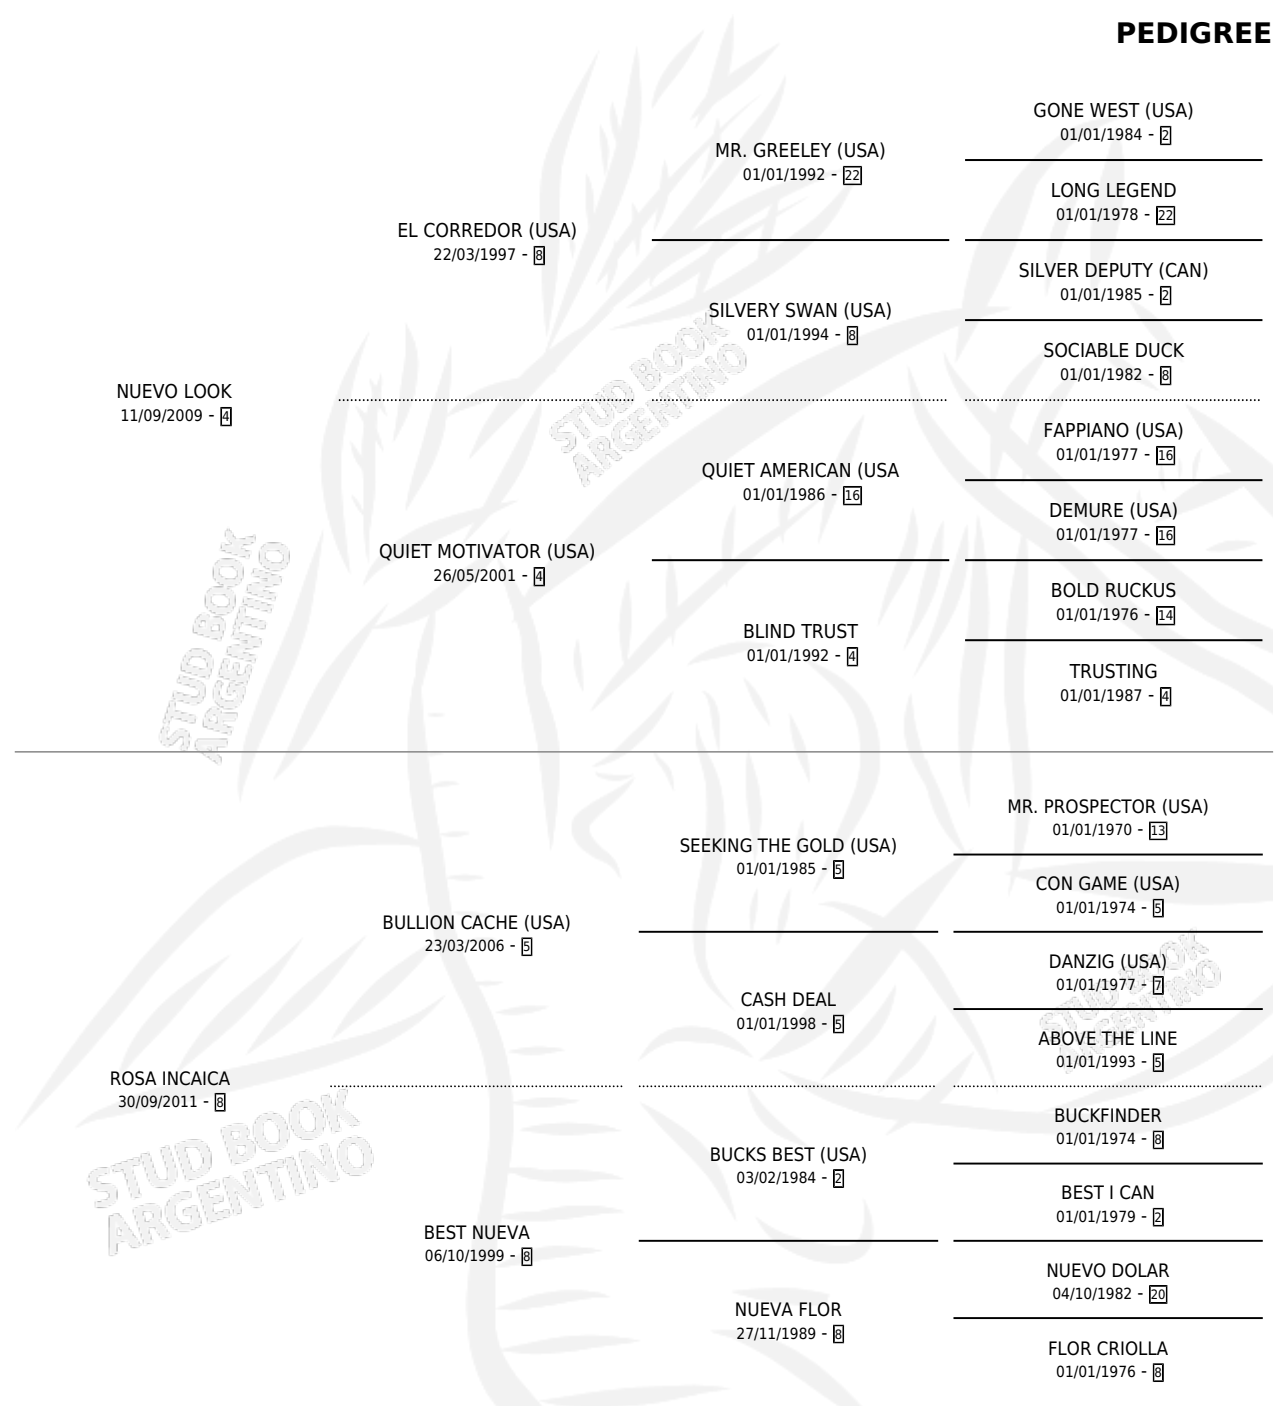 PEDIGREE
GONE WEST (USA)
01/01/1984 - 2
MR. GREELEY (USA)
01/01/1992 - 22
LONG LEGEND
01/01/1978 - 22
EL CORREDOR (USA)
22/03/1997 - 8
SILVER DEPUTY (CAN)
01/01/1985 - 2
SILVERY SWAN (USA)
01/01/1994 - 8
SOCIABLE DUCK
01/01/1982 - 8
NUEVO LOOK
11/09/2009 - 4
FAPPIANO (USA)
01/01/1977 - 16
QUIET AMERICAN (USA
01/01/1986 - 16
DEMURE (USA)
01/01/1977 - 16
QUIET MOTIVATOR (USA)
26/05/2001 - 4
BOLD RUCKUS
01/01/1976 - 14
BLIND TRUST
01/01/1992 - 4
TRUSTING
01/01/1987 - 4
MR. PROSPECTOR (USA)
01/01/1970 - 13
SEEKING THE GOLD (USA)
01/01/1985 - 5
CON GAME (USA)
01/01/1974 - 5
BULLION CACHE (USA)
23/03/2006 - 5
DANZIG (USA)
01/01/1977 - 7
CASH DEAL
01/01/1998 - 5
ABOVE THE LINE
01/01/1993 - 5
ROSA INCAICA
30/09/2011 - 8
BUCKFINDER
01/01/1974 - 8
BUCKS BEST (USA)
03/02/1984 - 2
BEST I CAN
01/01/1979 - 2
BEST NUEVA
06/10/1999 - 8
NUEVO DOLAR
04/10/1982 - 20
NUEVA FLOR
27/11/1989 - 8
FLOR CRIOLLA
01/01/1976 - 8
STUD BOOK
ARGENTINO
STUD BOOK
ARGENTINO
STUD BOOK
ARGENTINO
STUD BOOK
ARGENTINO